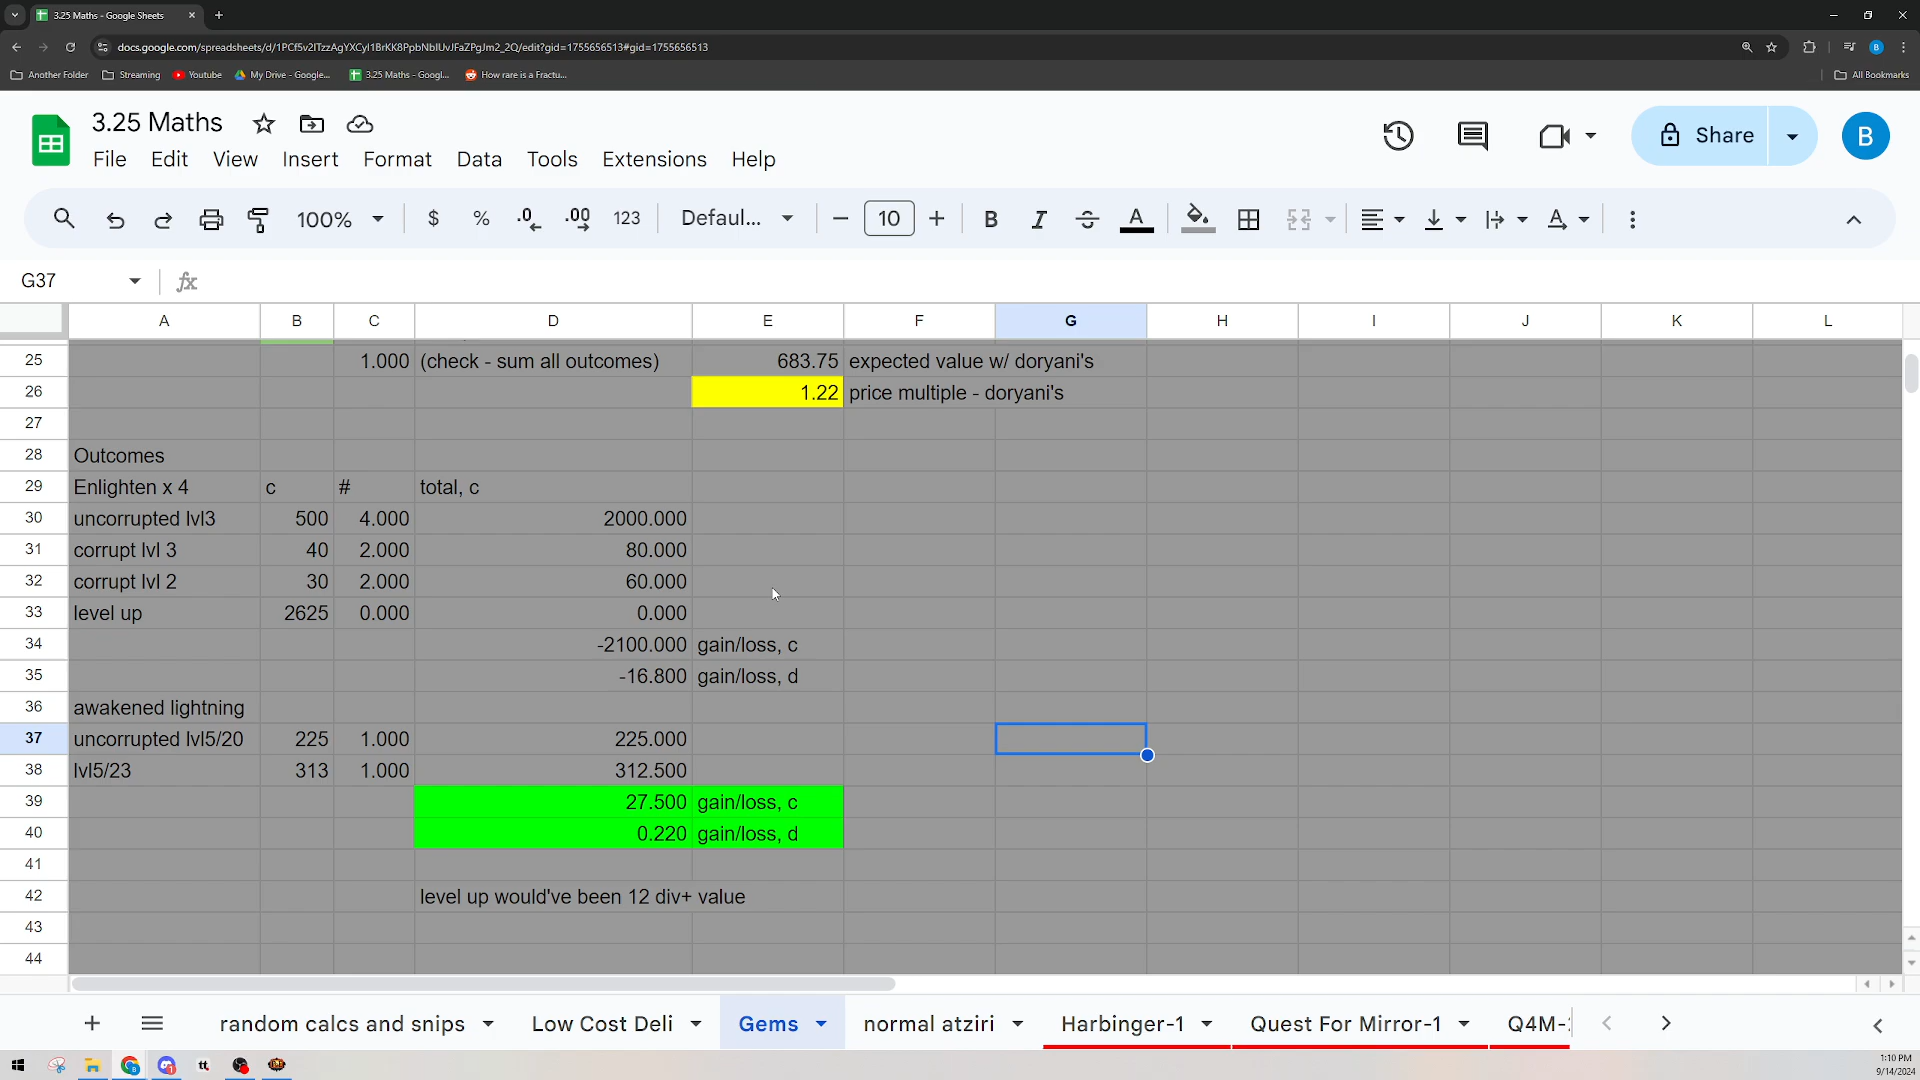 3.25 Maths - Google Sheets
docs.google.com/spreadsheets/d/1PCf5v2ITzzAgYXCyI1BrKK8PpbNbIUvJFaZPgJm2_2Q/edit?gid=1755656513#gid=1755656513
Another Folder Streaming Youtube My Drive - Google... 3.25 Maths - Googl... How rare is a Fractu... All Bookmarks
3.25 Maths
Share B
File Edit View Insert Format Data Tools Extensions Help
100% $ % .0 .00 123 Defaul... 10 B I A
G37 fx
A B C D E F G H I J K L
25 1.000 (check - sum all outcomes) 683.75 expected value w/ doryani's
26 1.22 price multiple - doryani's
27
28 Outcomes
29 Enlighten x 4 c # total, c
30 uncorrupted lvl3 500 4.000 2000.000
31 corrupt lvl 3 40 2.000 80.000
32 corrupt lvl 2 30 2.000 60.000
33 level up 2625 0.000 0.000
34 -2100.000 gain/loss, c
35 -16.800 gain/loss, d
36 awakened lightning
37 uncorrupted lvl5/20 225 1.000 225.000
38 lvl5/23 313 1.000 312.500
39 27.500 gain/loss, c
40 0.220 gain/loss, d
41
42 level up would've been 12 div+ value
43
44
random calcs and snips Low Cost Deli Gems normal atziri Harbinger-1 Quest For Mirror-1 Q4M-
tt 1:10 PM
9/14/2024